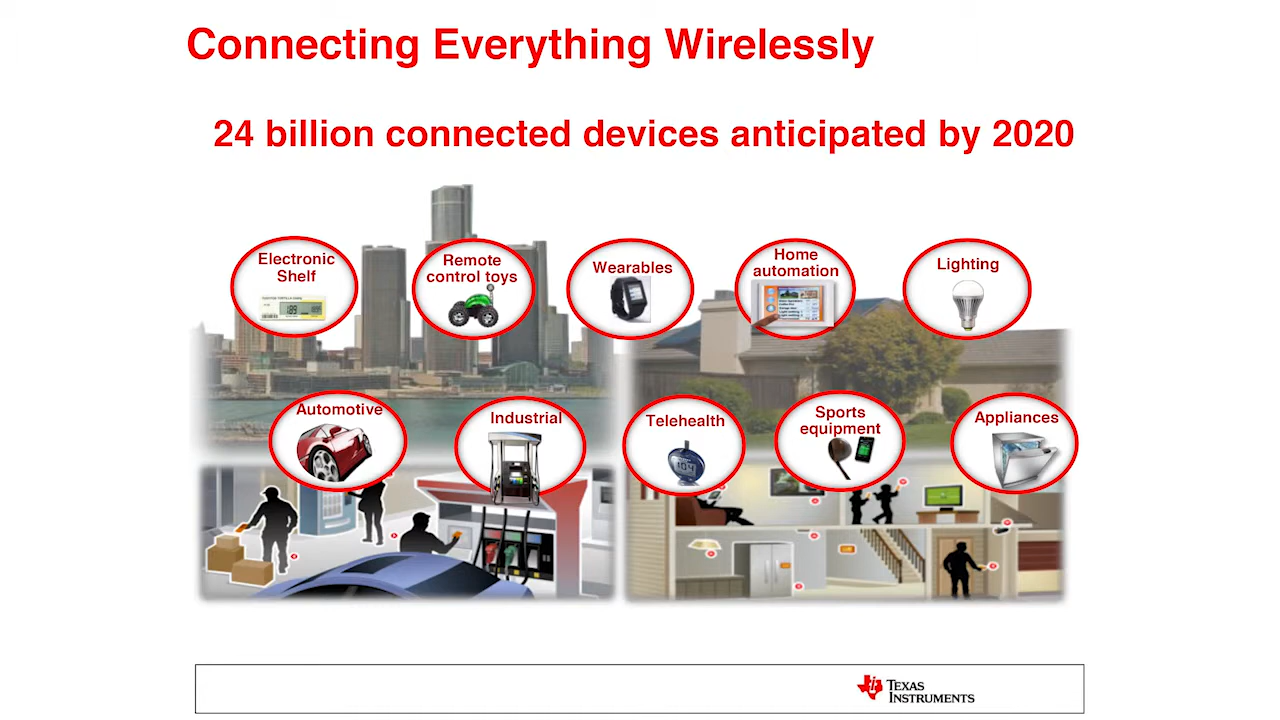 Connecting Everything Wirelessly
24 billion connected devices anticipated by 2020
Electronic
Shelf
Remote
control toys
Wearables
Home
automation
Lighting
Automotive
Industrial
Telehealth
Sports
equipment
Appliances
TEXAS
INSTRUMENTS